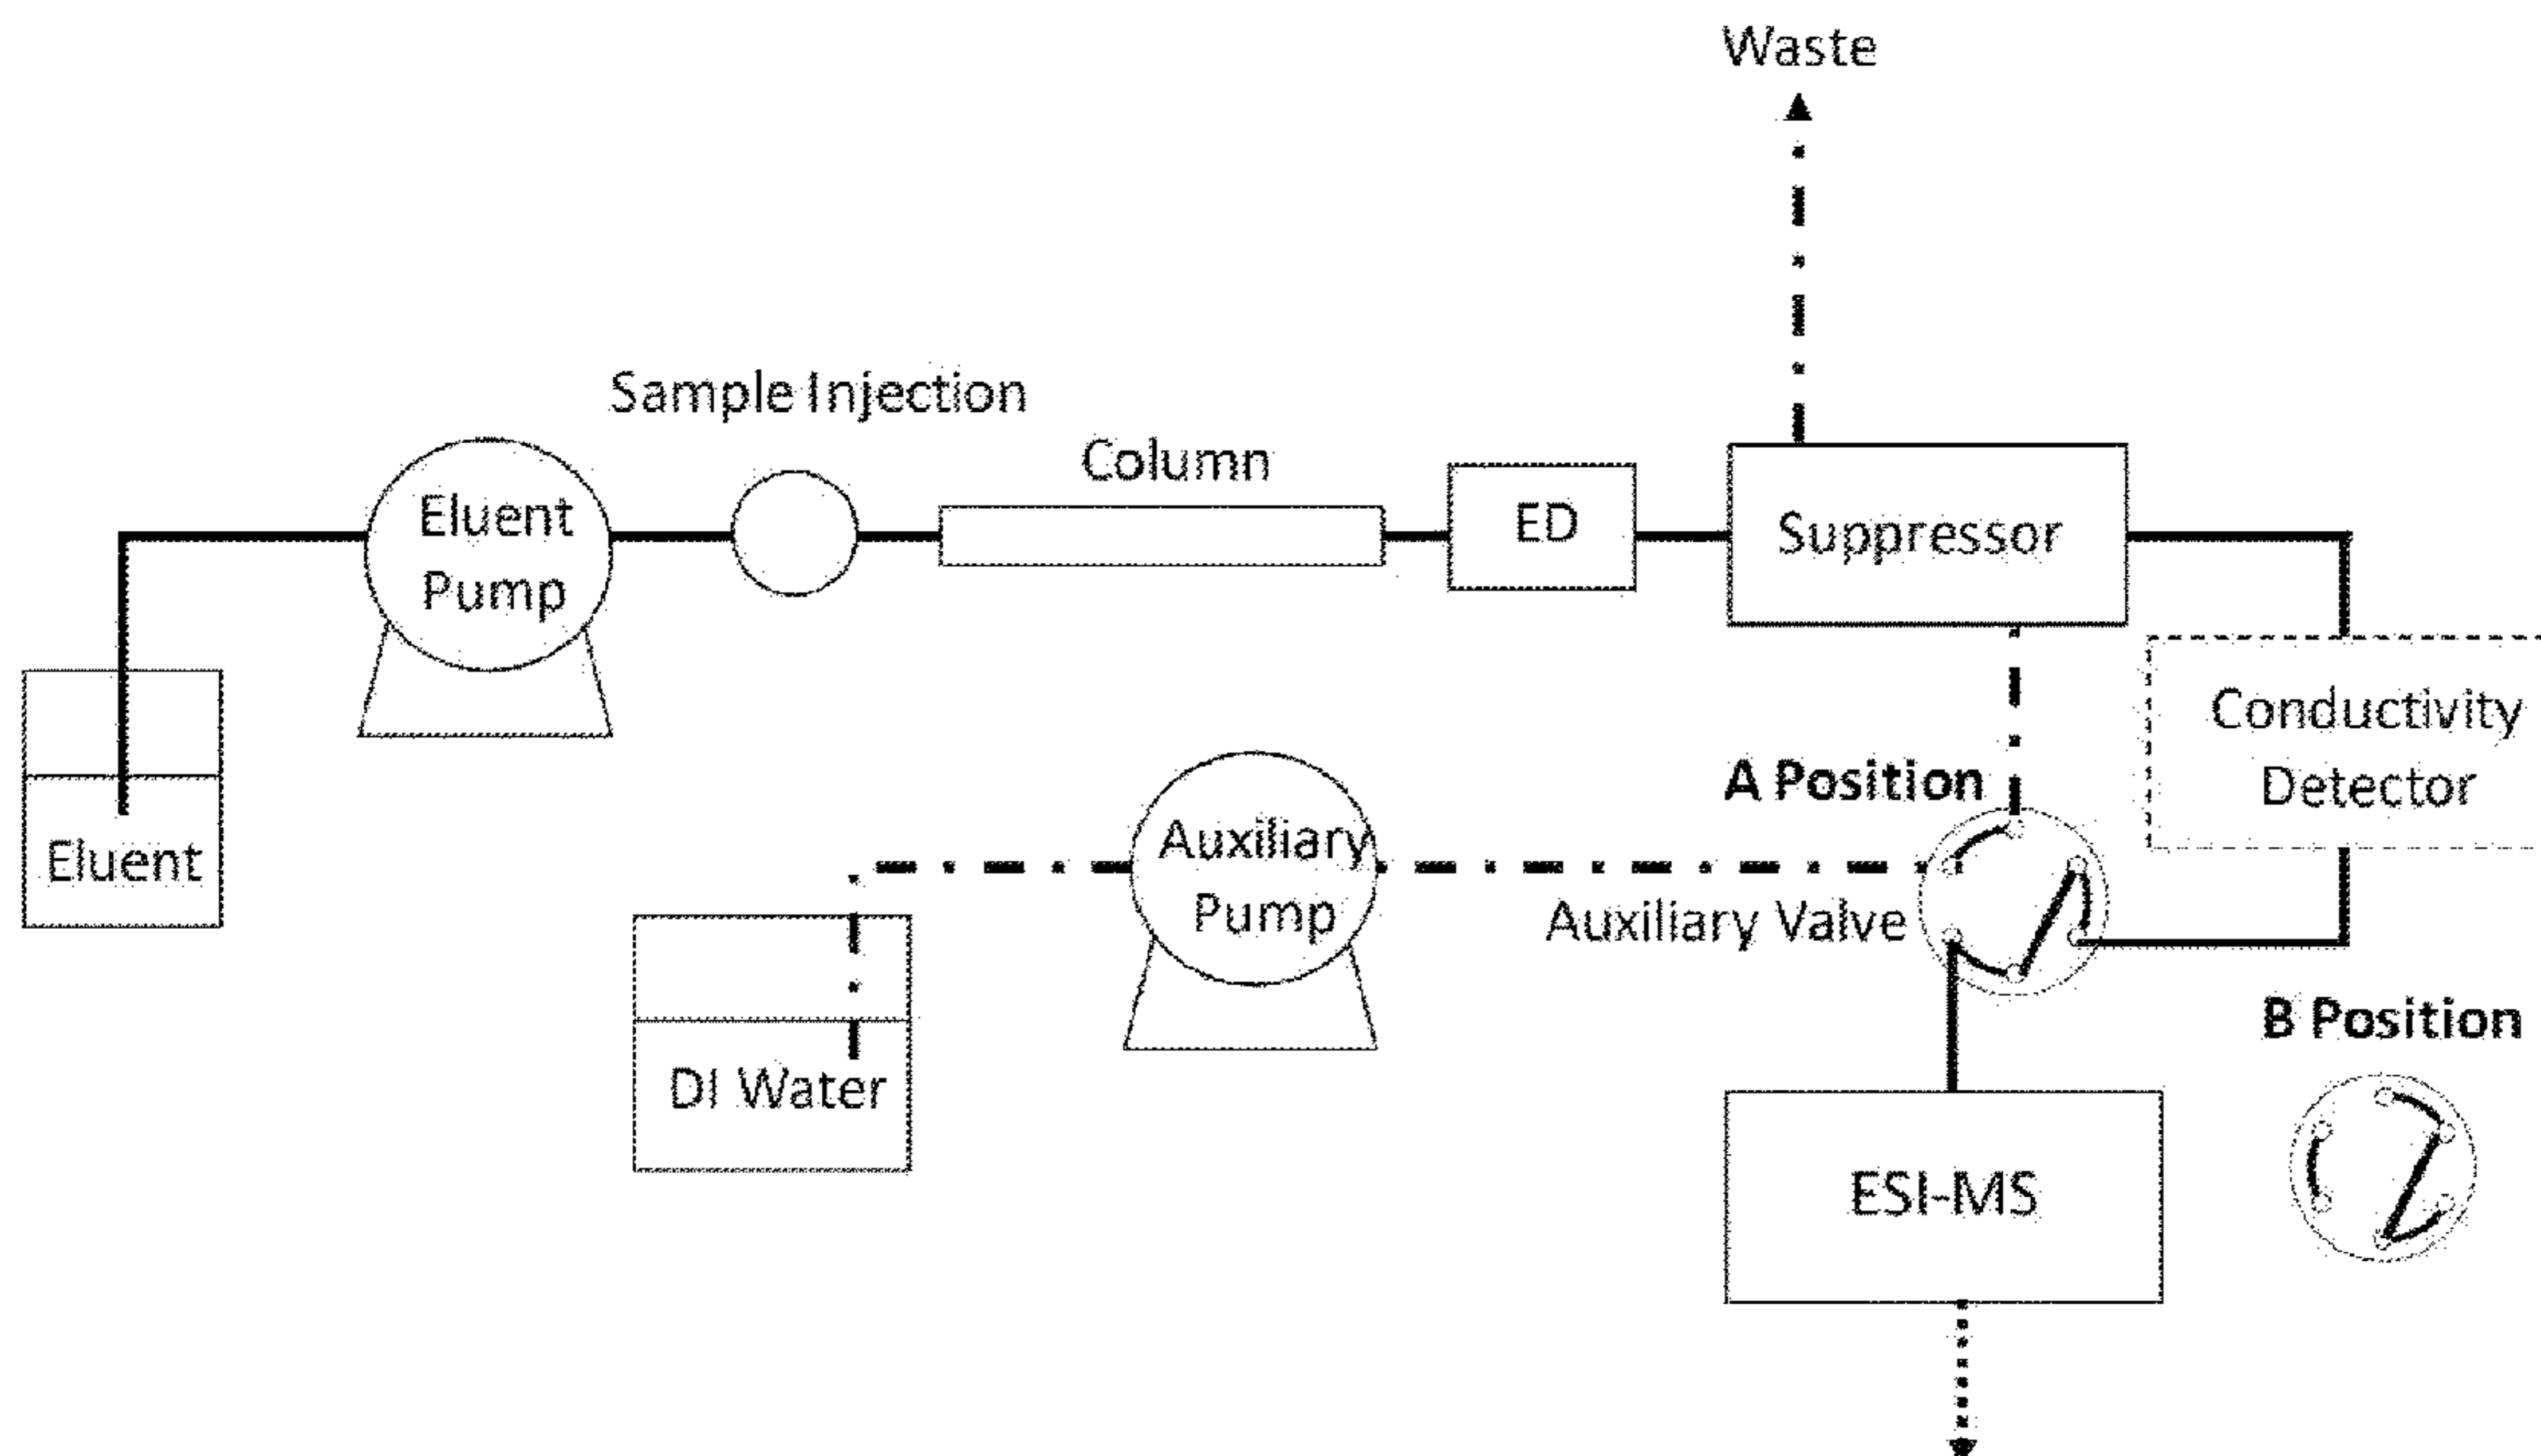 Waste
Sample Injection
Column
Eluent
Pump
ED
Suppressor
Conductivity
Detector
A Position
Eluent
Auxiliary
Pump
Auxiliary Valve
B Position
DI Water
ESI-MS